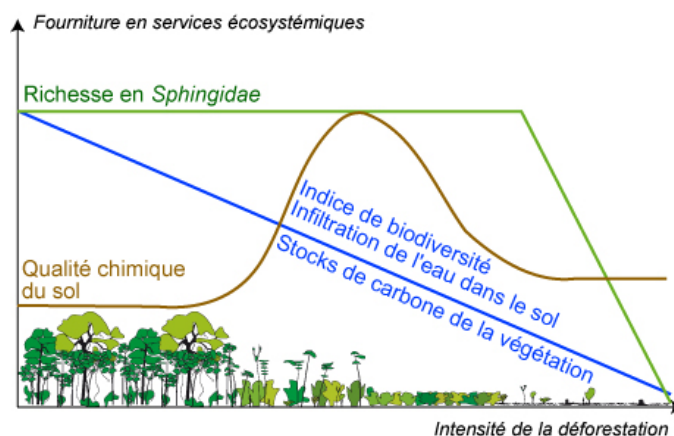 Fourniture en services écosystémiques
Richesse en Sphingidae
Indice de biodiversité
Infiltration de l'eau dans le sol
Stocks de carbone de la végétation
Qualité chimique
du sol
Intensité de la déforestation